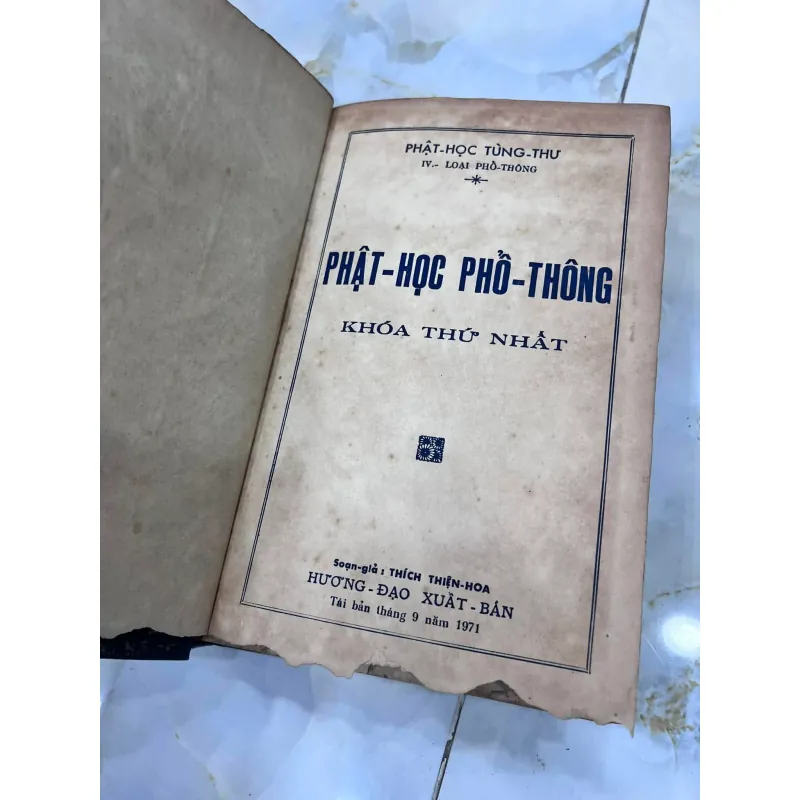 PHẬT-HỌC TÙNG-THƯ
IV.- LOẠI PHỔ-THÔNG
PHẬT-HỌC PHỔ-THÔNG
KHÓA THỨ NHẤT
Soạn-giả : THÍCH THIỆN-HOA
HƯƠNG-ĐẠO XUẤT-BẢN
Tái bản tháng 9 năm 1971